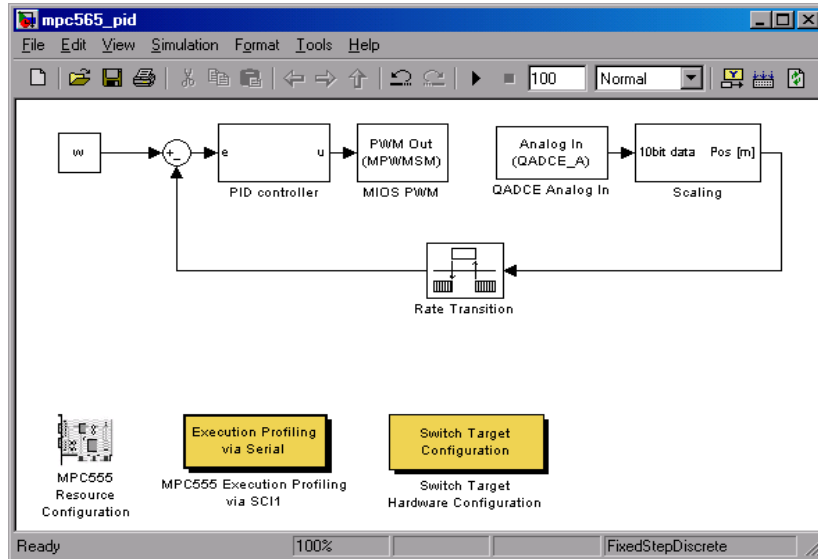 mpc565_pid
File Edit View Simulation Format Tools Help
100 Normal
w
+
-
e u
PID controller
PWM Out
(MPWMSM)
MIOS PWM
Analog In
(QADCE_A)
QADCE Analog In
10bit data Pos [m]
Scaling
Rate Transition
MPC555
Resource
Configuration
Execution Profiling
via Serial
MPC555 Execution Profiling
via SCI1
Switch Target
Configuration
Switch Target
Hardware Configuration
Ready 100% FixedStepDiscrete